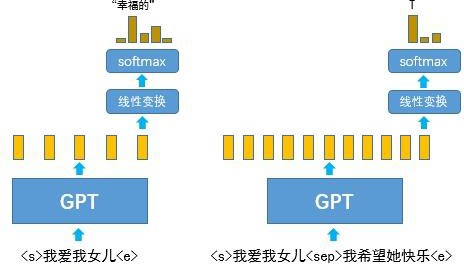 “幸福的”
softmax
线性变换
GPT
<s>我爱我女儿<e>
T
softmax
线性变换
GPT
<s>我爱我女儿<sep>我希望她快乐<e>